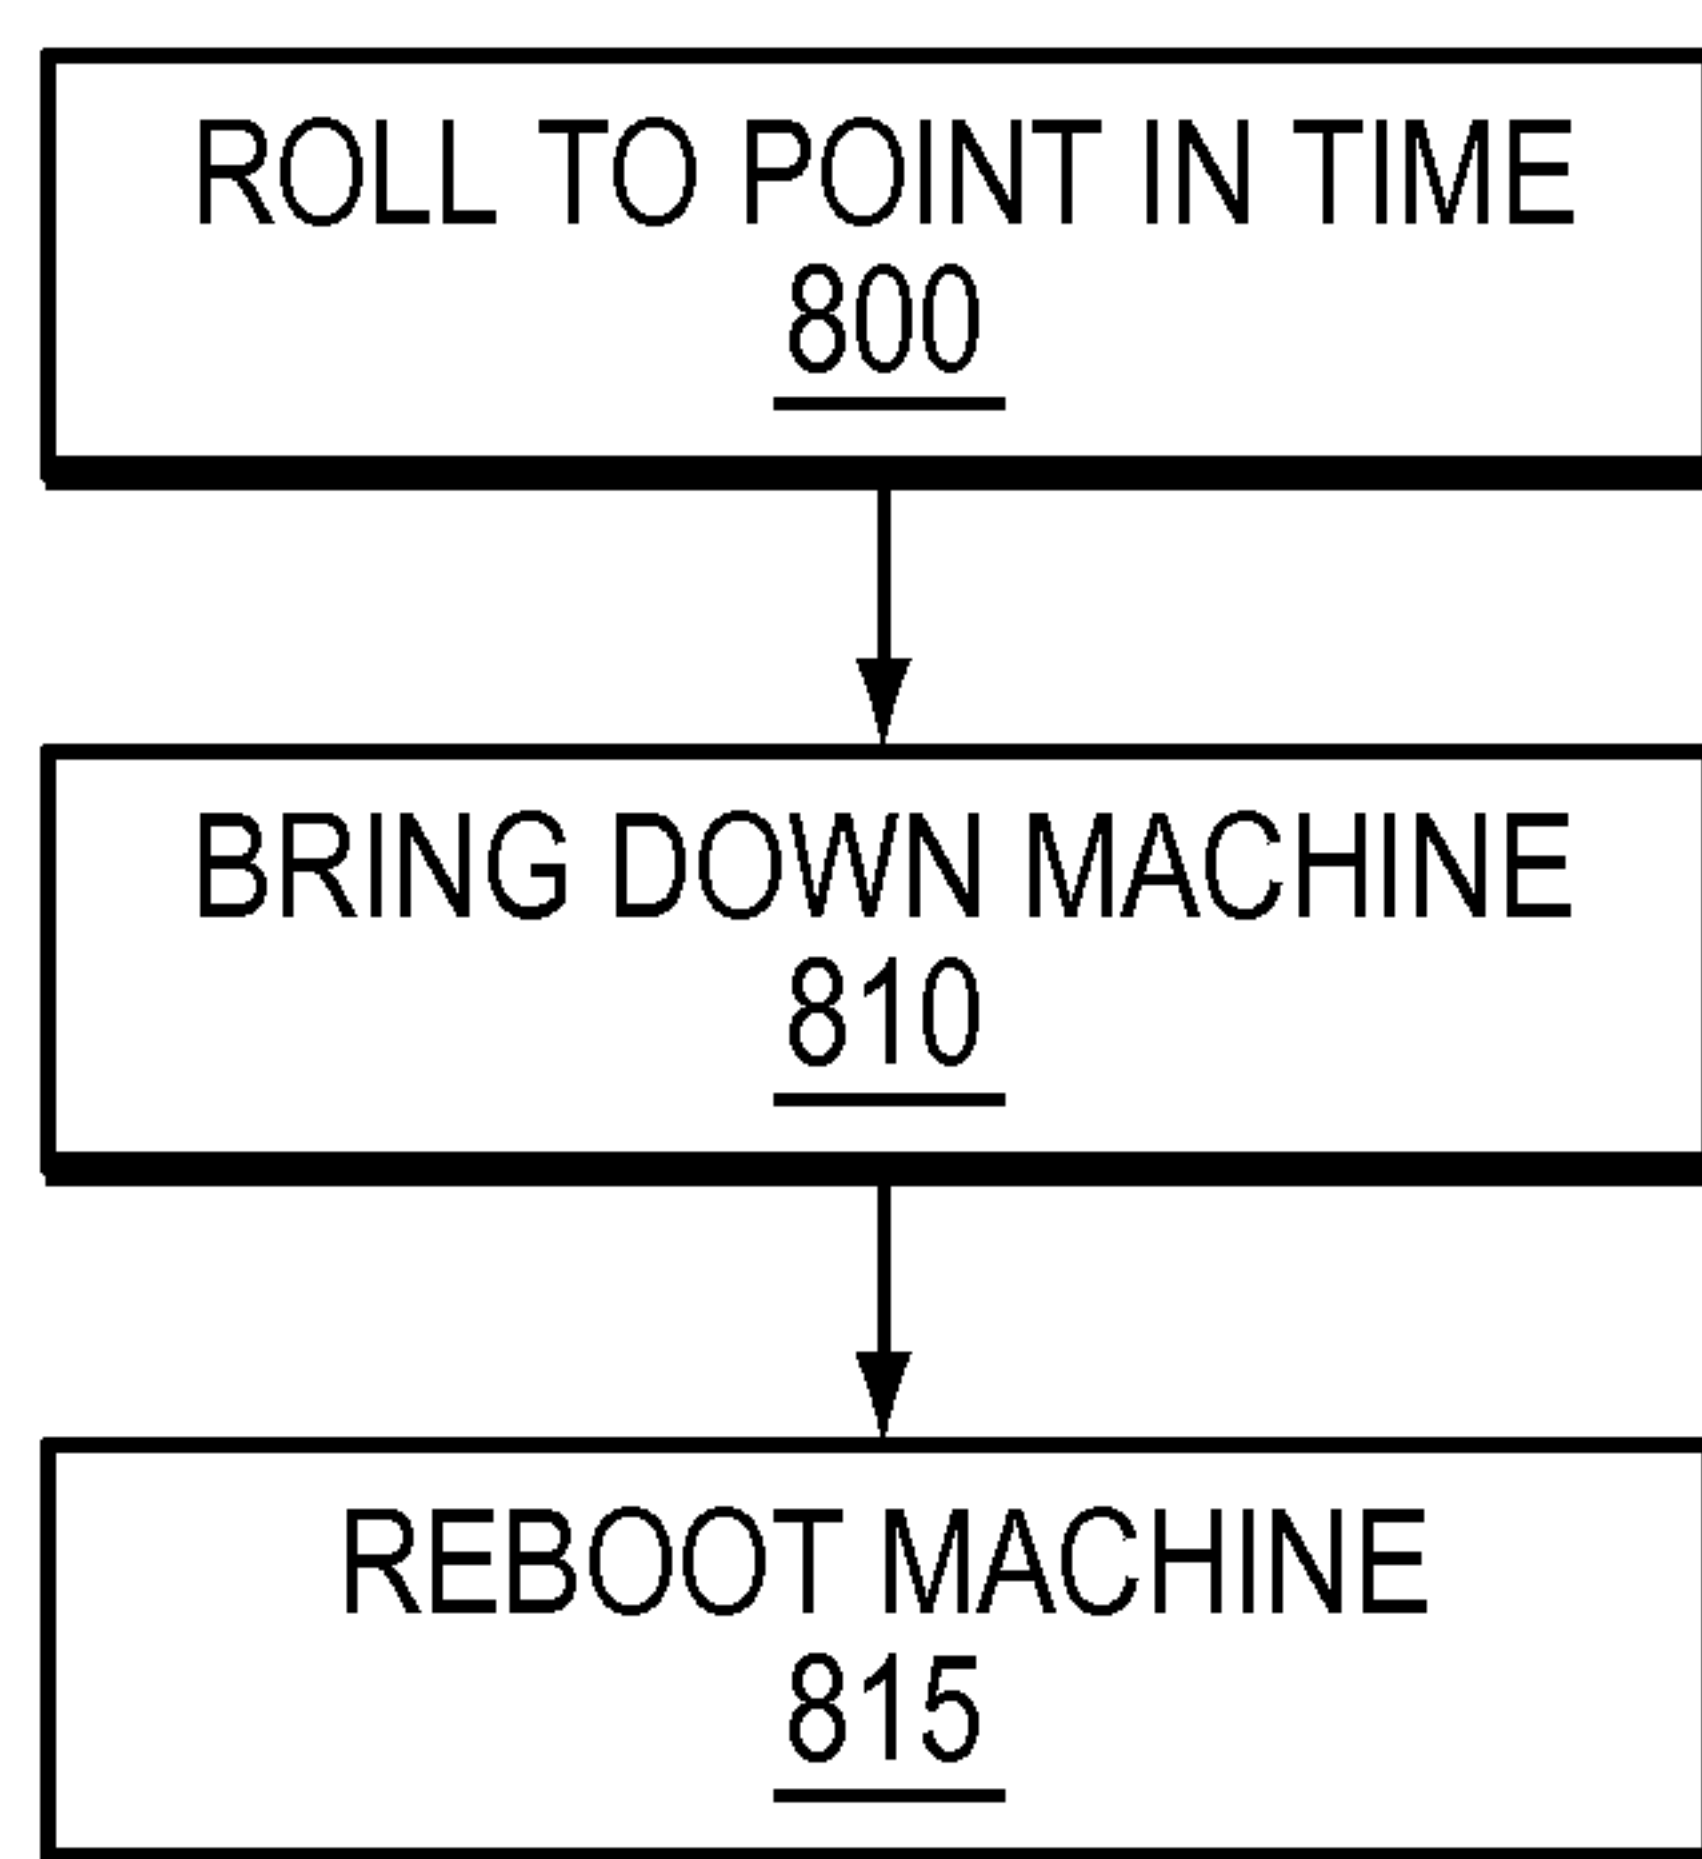 ROLL TO POINT IN TIME
800
BRING DOWN MACHINE
810
REBOOT MACHINE
815